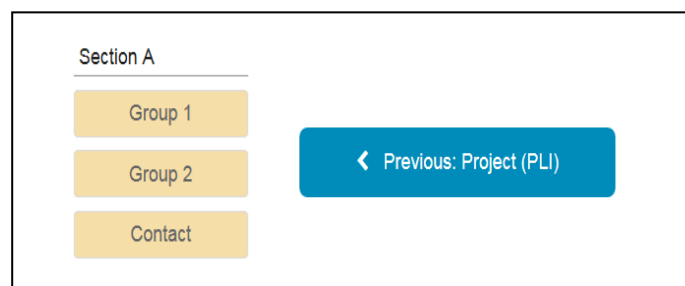 Section A
Group 1
Group 2
Contact
Previous: Project (PLI)